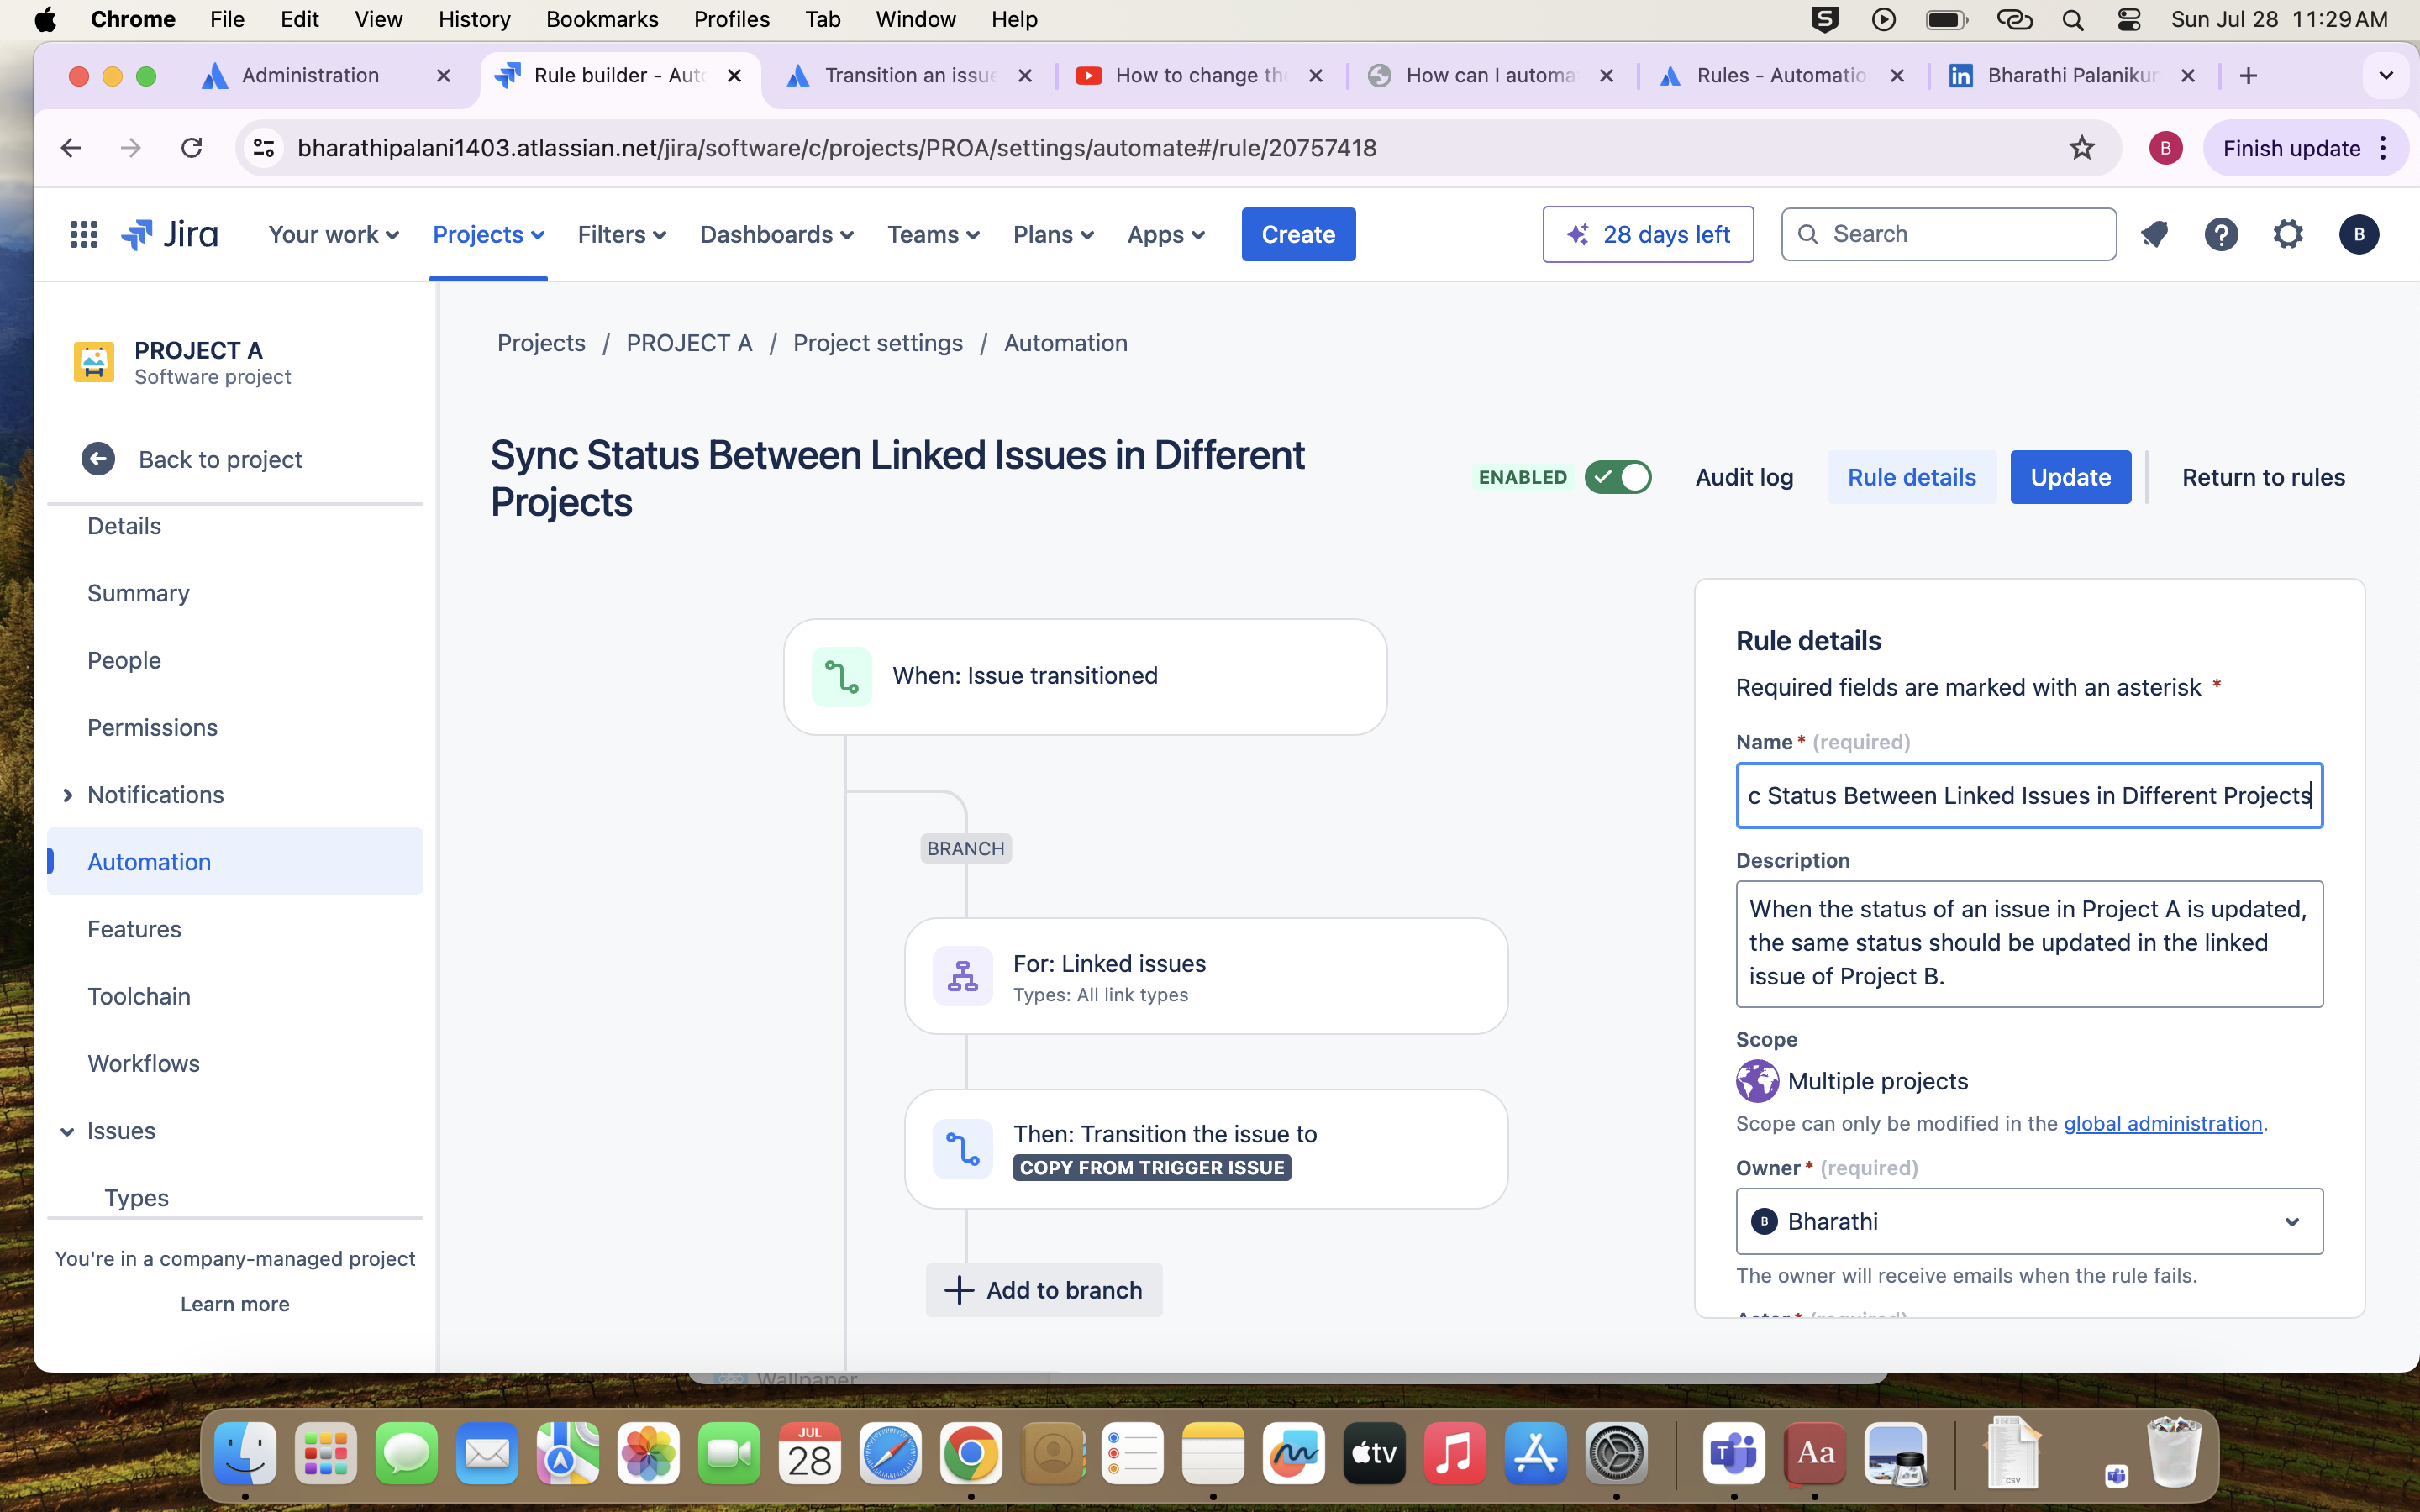 Chrome File Edit View History Bookmarks Profiles Tab Window Help
S
Sun Jul 28 11:29 AM
Administration
Rule builder - Auto
Transition an issue
How to change th
How can I automa
Rules - Automatio
in Bharathi Palanikur
bharathipalani1403.atlassian.net/jira/software/c/projects/PROA/settings/automate#/rule/20757418
B
Finish update
Jira
Your work
Projects
Filters
Dashboards
Teams
Plans
Apps
Create
28 days left
Search
?
B
PROJECT A
Software project
Back to project
Details
Summary
People
Permissions
Notifications
Automation
Features
Toolchain
Workflows
Issues
Types
You're in a company-managed project
Learn more
Projects / PROJECT A / Project settings / Automation
Sync Status Between Linked Issues in Different
Projects
ENABLED
Audit log
Rule details
Update
Return to rules
When: Issue transitioned
BRANCH
For: Linked issues
Types: All link types
Then: Transition the issue to
COPY FROM TRIGGER ISSUE
Add to branch
Rule details
Required fields are marked with an asterisk *
Name * (required)
c Status Between Linked Issues in Different Projects
Description
When the status of an issue in Project A is updated,
the same status should be updated in the linked
issue of Project B.
Scope
Multiple projects
Scope can only be modified in the global administration.
Owner * (required)
B Bharathi
The owner will receive emails when the rule fails.
Actor * (required)
Wallpaper
JUL
28
tv
T
Aa
CSV